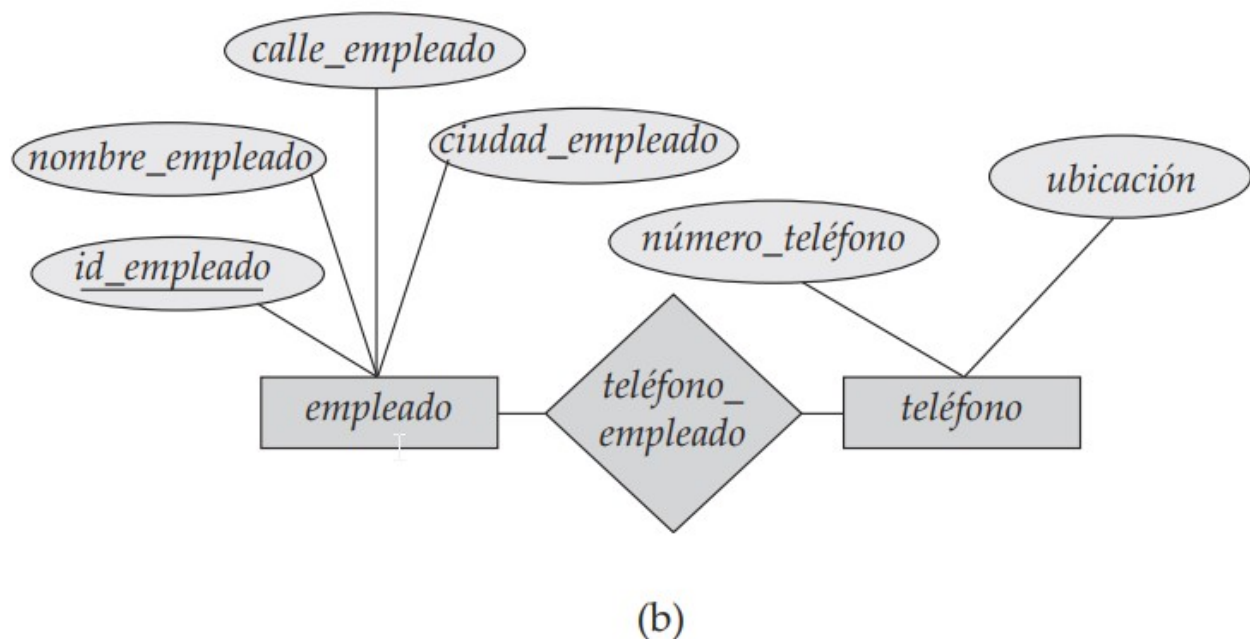 calle_empleado
nombre_empleado
ciudad_empleado
ubicación
número_teléfono
id_empleado
empleado
teléfono_
empleado
teléfono
(b)